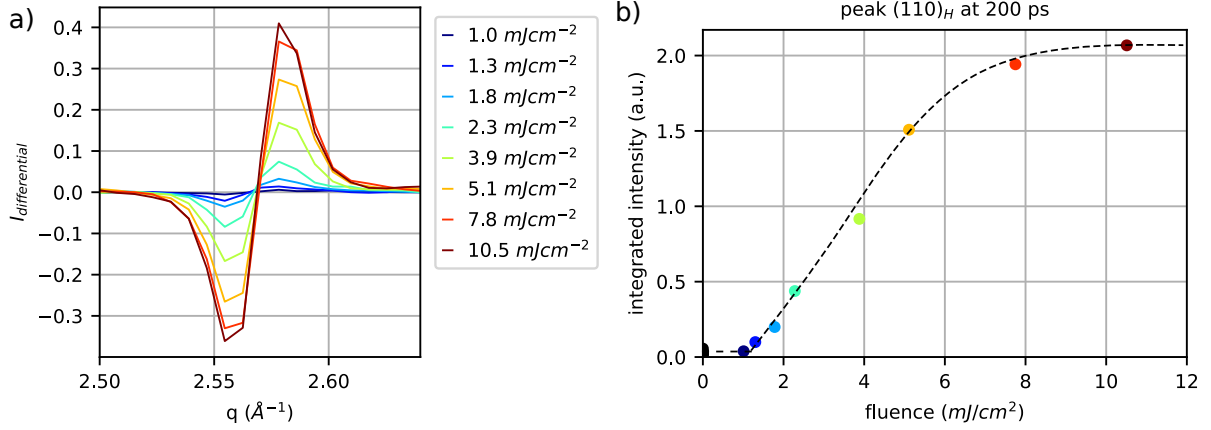 a)
0.4
0.3
0.2
0.1
0.0
−0.1
−0.2
−0.3
I_differential
2.50
2.55
2.60
q (Å⁻¹)
1.0 mJcm⁻²
1.3 mJcm⁻²
1.8 mJcm⁻²
2.3 mJcm⁻²
3.9 mJcm⁻²
5.1 mJcm⁻²
7.8 mJcm⁻²
10.5 mJcm⁻²
b)
peak (110)_H at 200 ps
2.0
1.5
1.0
0.5
0.0
integrated intensity (a.u.)
0
2
4
6
8
10
12
fluence (mJ/cm²)